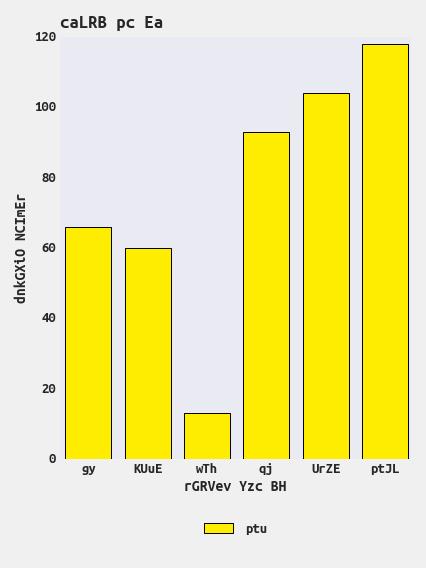 caLRB pc Ea
120
100
80
60
40
20
0
dnkGXiO NCImEr
gy KUuE wTh qj UrZE ptJL
rGRVev Yzc BH
ptu